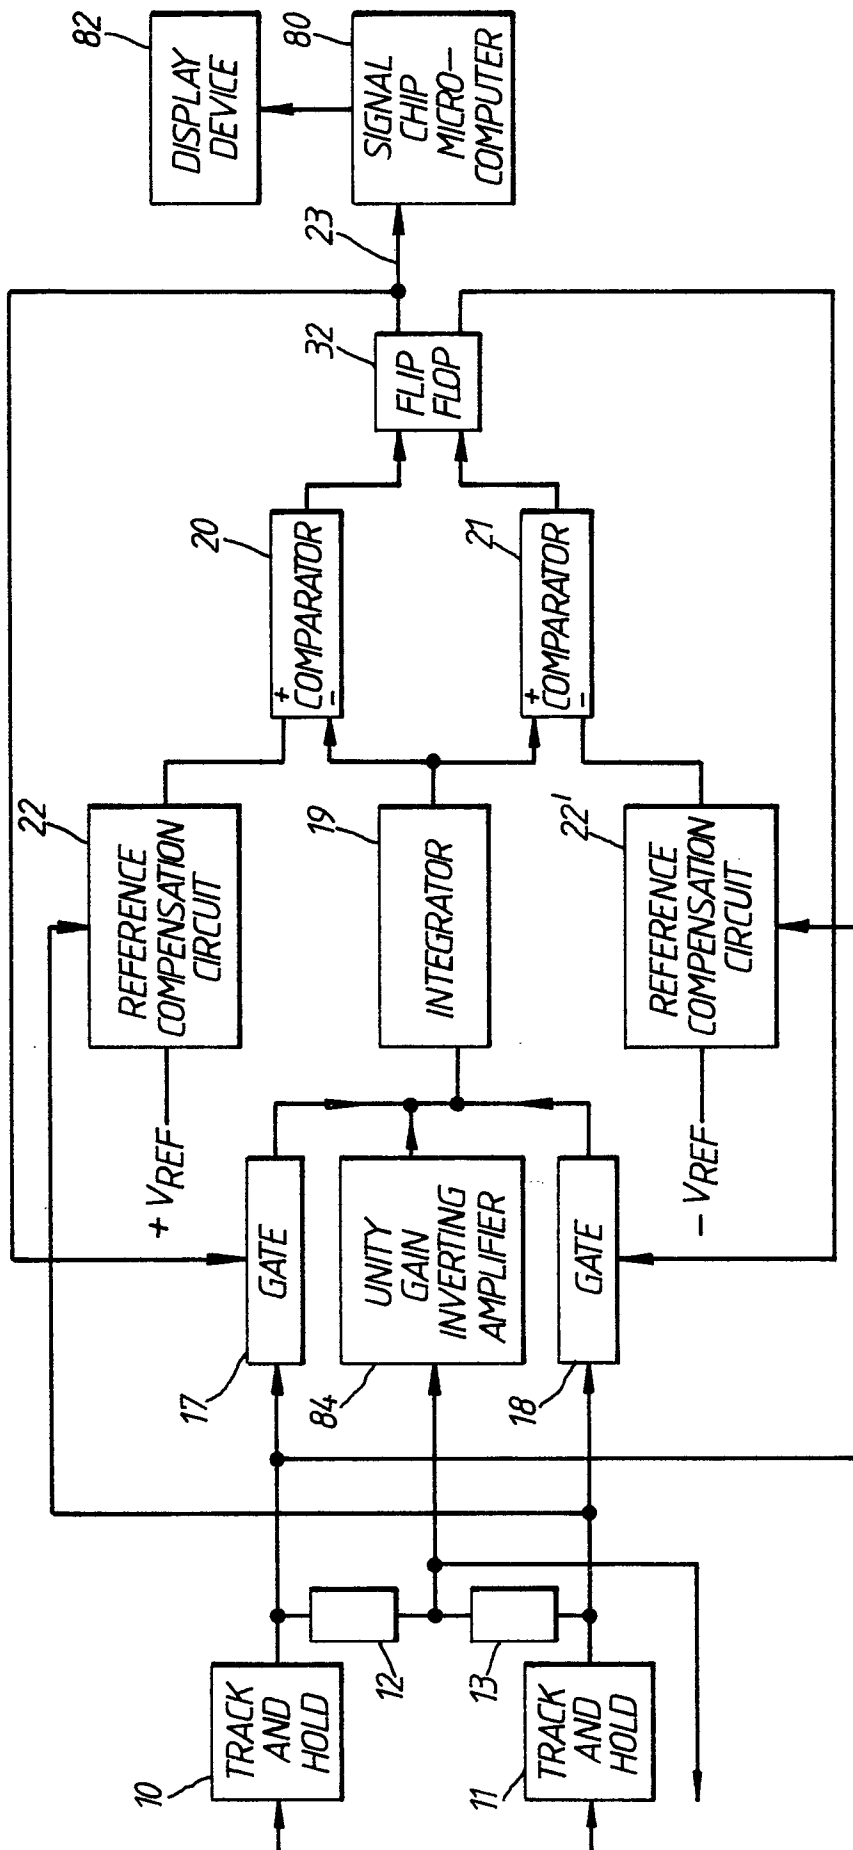 82
DISPLAY
DEVICE
80
SIGNAL
CHIP
MICRO-
COMPUTER
23
32
FLIP
FLOP
20
+
COMPARATOR
-
21
+
COMPARATOR
-
22
REFERENCE
COMPENSATION
CIRCUIT
+ VREF
19
INTEGRATOR
22'
REFERENCE
COMPENSATION
CIRCUIT
- VREF
17
GATE
84
UNITY
GAIN
INVERTING
AMPLIFIER
18
GATE
12
13
10
TRACK
AND
HOLD
11
TRACK
AND
HOLD